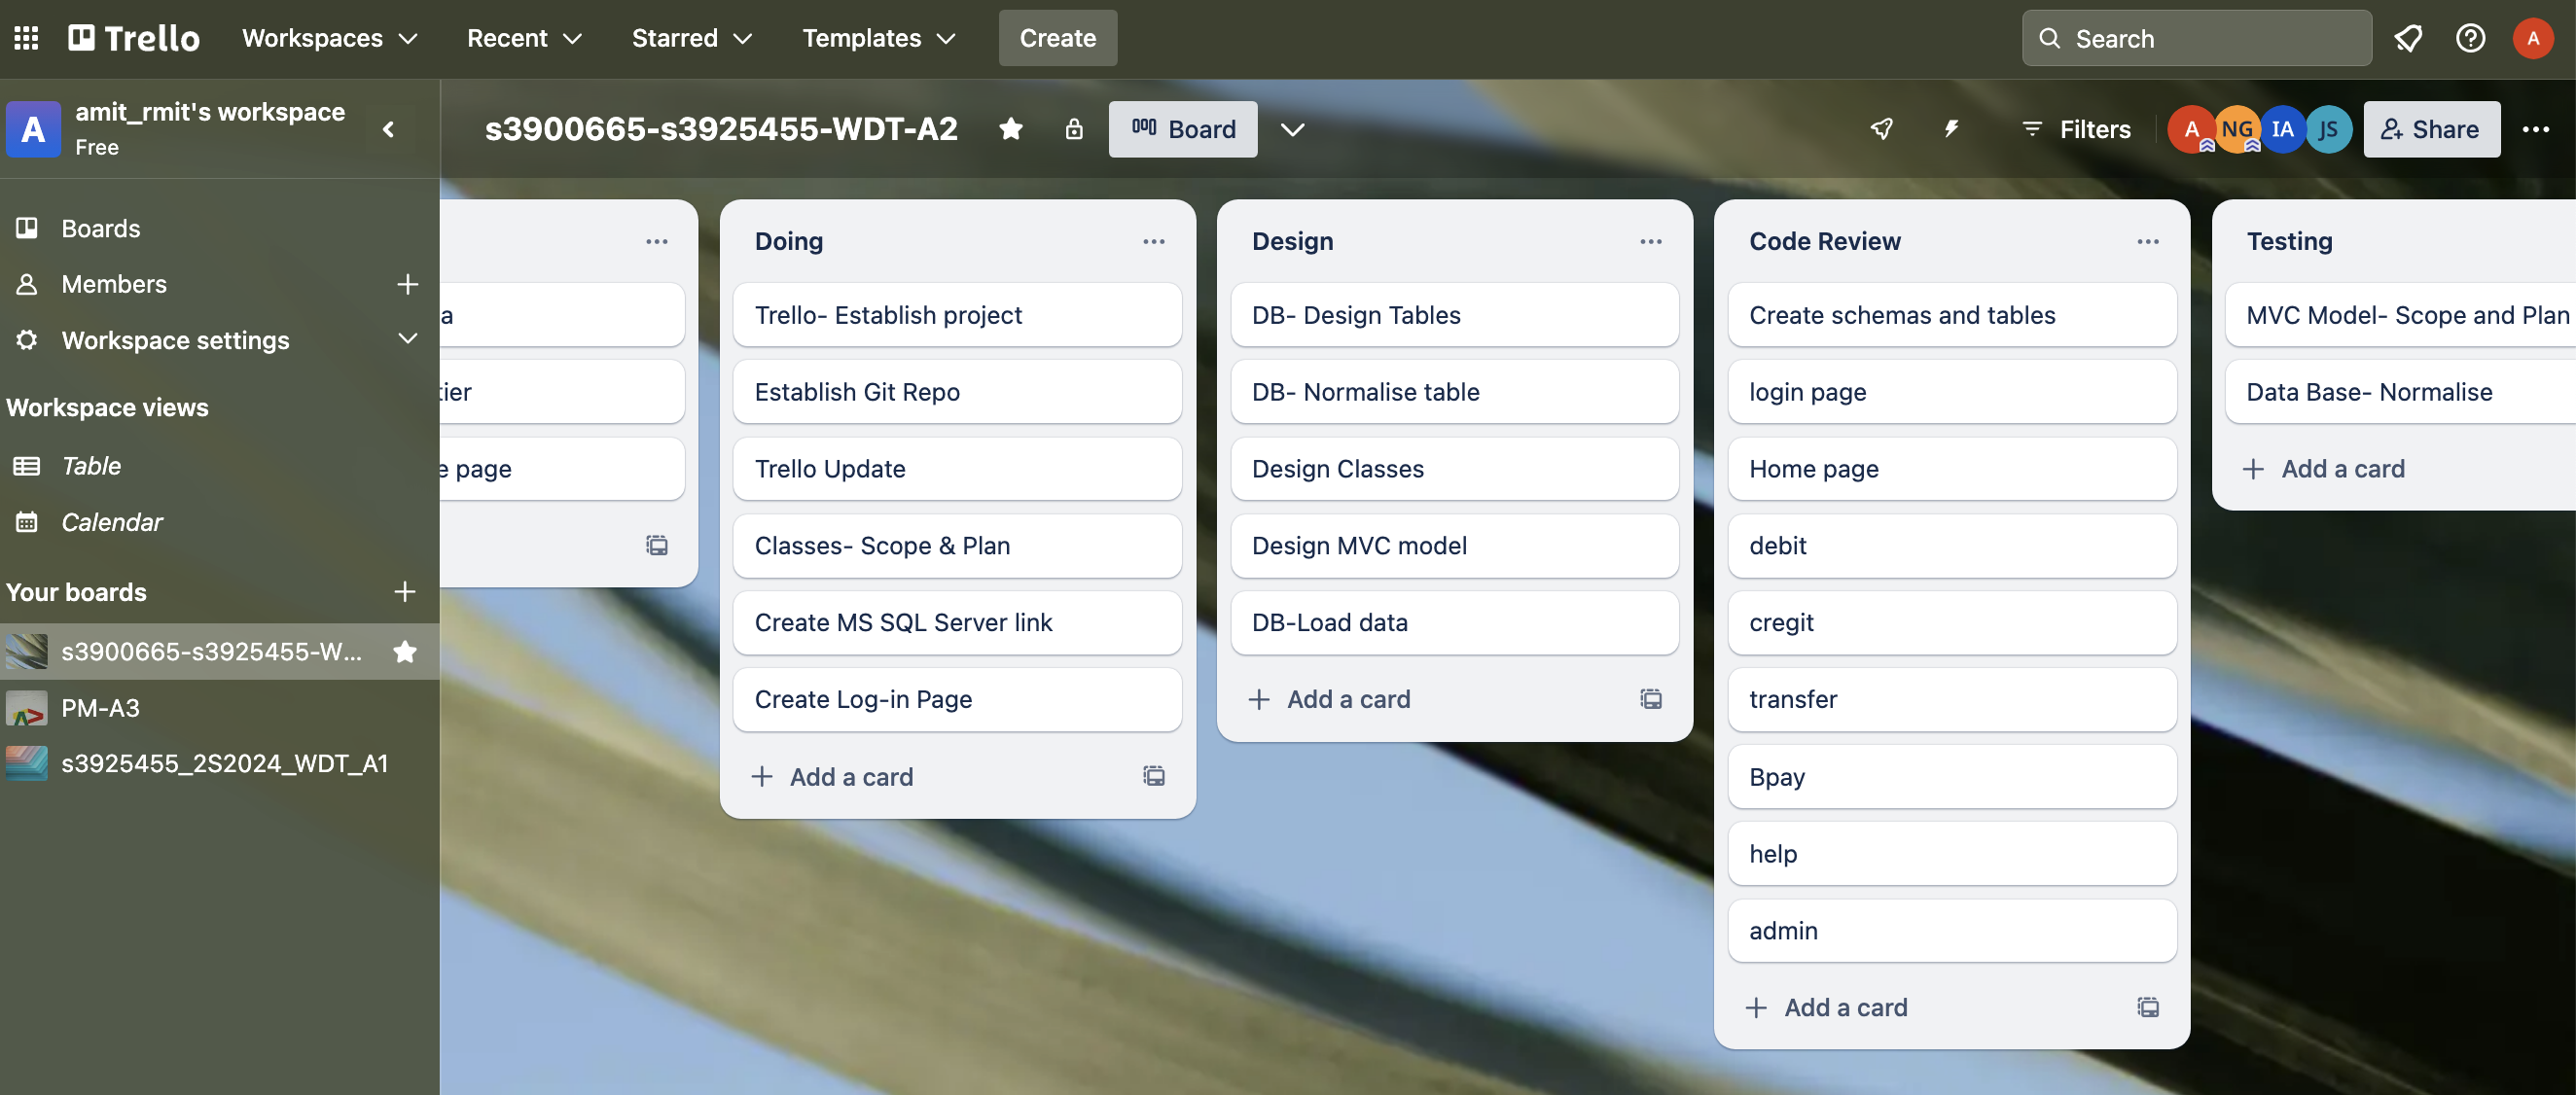 Trello
Workspaces
Recent
Starred
Templates
Create
Search
A
A
amit_rmit's workspace
Free
s3900665-s3925455-WDT-A2
Board
Filters
A
NG
IA
JS
Share
Boards
Members
Workspace settings
Workspace views
Table
Calendar
Your boards
s3900665-s3925455-W...
PM-A3
s3925455_2S2024_WDT_A1
a
tier
e page
Doing
Trello- Establish project
Establish Git Repo
Trello Update
Classes- Scope & Plan
Create MS SQL Server link
Create Log-in Page
Add a card
Design
DB- Design Tables
DB- Normalise table
Design Classes
Design MVC model
DB-Load data
Add a card
Code Review
Create schemas and tables
login page
Home page
debit
cregit
transfer
Bpay
help
admin
Add a card
Testing
MVC Model- Scope and Plan
Data Base- Normalise
Add a card